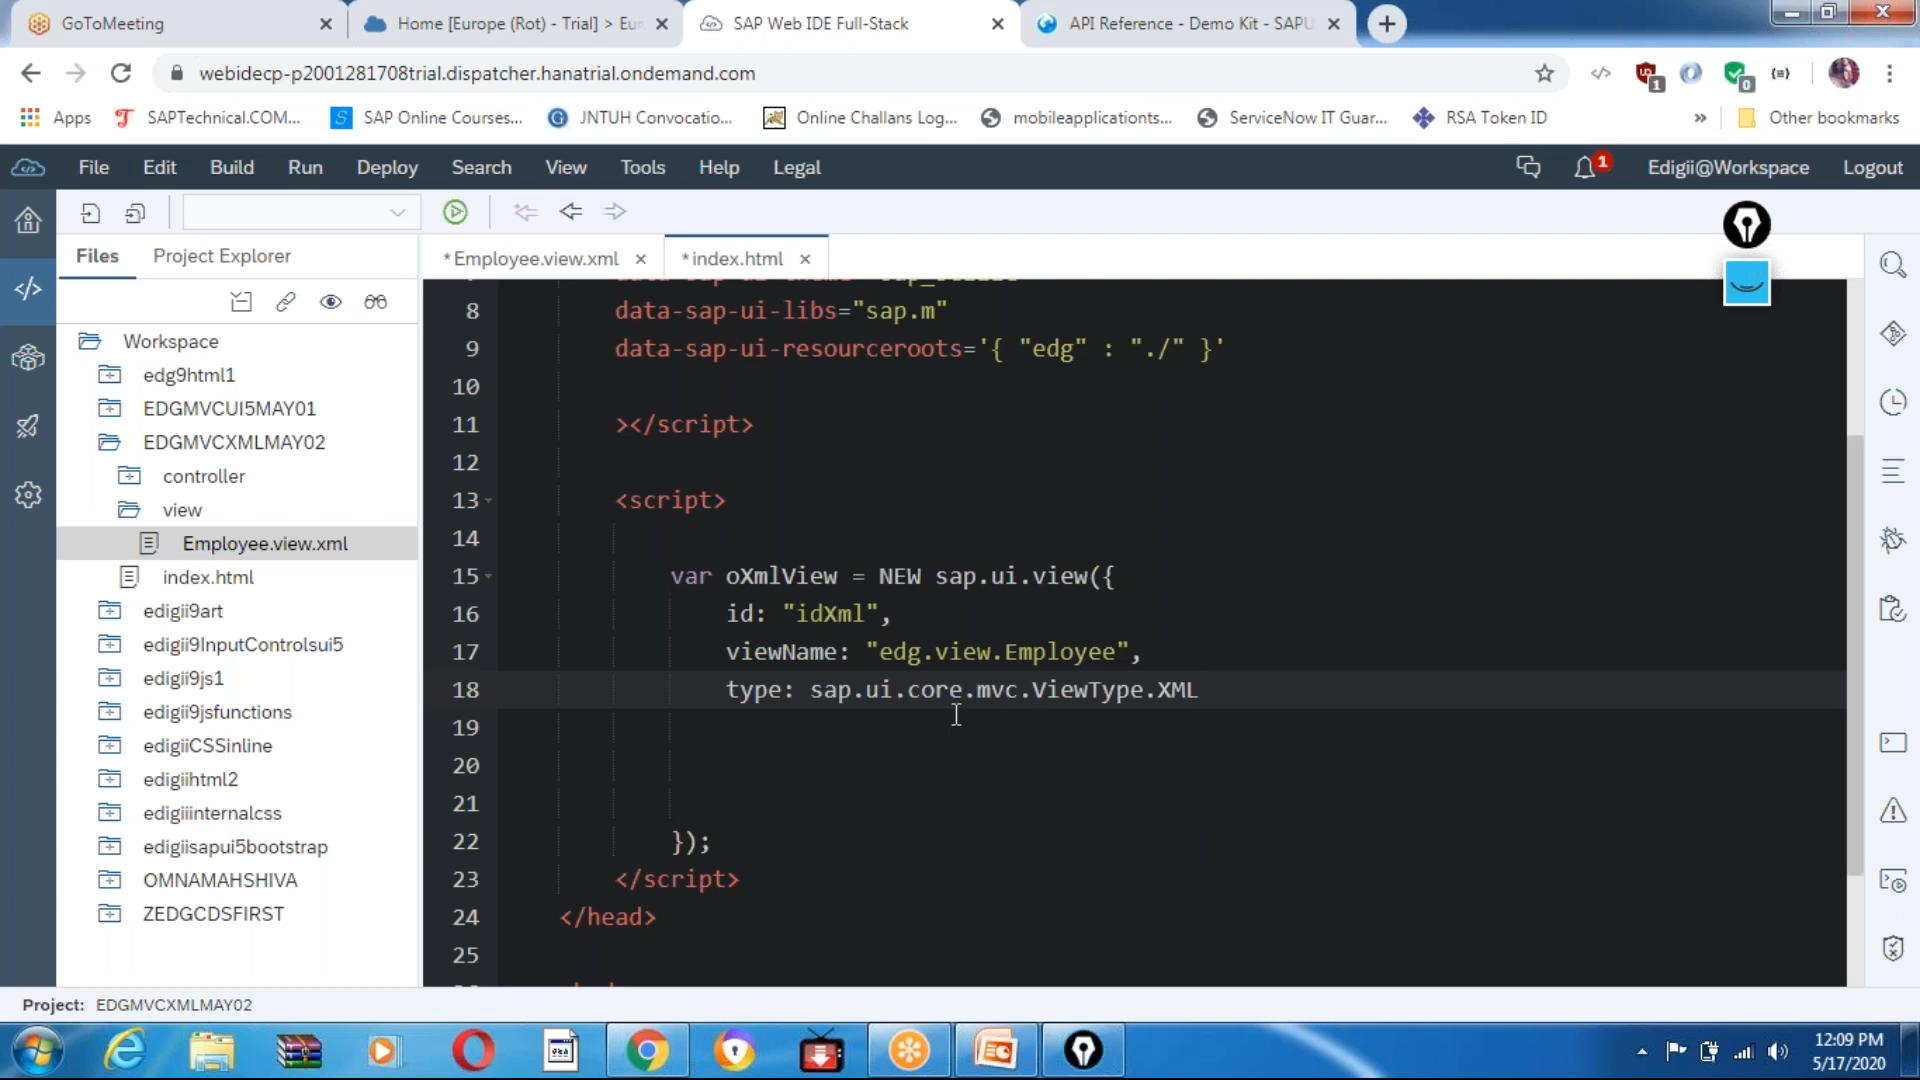 GoToMeeting
Home [Europe (Rot) - Trial] > Eur
SAP Web IDE Full-Stack
API Reference - Demo Kit - SAPU
webidecp-p2001281708trial.dispatcher.hanatrial.ondemand.com
1
0
Apps
SAPTechnical.COM...
SAP Online Courses...
JNTUH Convocatio...
Online Challans Log...
mobileapplicationts...
ServiceNow IT Guar...
RSA Token ID
»
Other bookmarks
File Edit Build Run Deploy Search View Tools Help Legal
1
Edigii@Workspace
Logout
Files
Project Explorer
*Employee.view.xml
*index.html
Workspace
edg9html1
EDGMVCUI5MAY01
EDGMVCXMLMAY02
controller
view
Employee.view.xml
index.html
edigii9art
edigii9InputControlsui5
edigii9js1
edigii9jsfunctions
edigiiCSSinline
edigiihtml2
edigiiinternalcss
edigiisapui5bootstrap
OMNAMAHSHIVA
ZEDGCDSFIRST
8 data-sap-ui-libs="sap.m"
9 data-sap-ui-resourceroots='{ "edg" : "./" }'
10
11 ></script>
12
13 <script>
14
15 var oXmlView = NEW sap.ui.view({
16 id: "idXml",
17 viewName: "edg.view.Employee",
18 type: sap.ui.core.mvc.ViewType.XML
19
20
21
22 });
23 </script>
24 </head>
25
Project: EDGMVCXMLMAY02
12:09 PM
5/17/2020